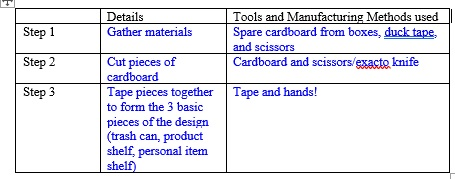 Details Tools and Manufacturing Methods used
Step 1 Gather materials Spare cardboard from boxes, duck tape,
and scissors
Step 2 Cut pieces of Cardboard and scissors/exacto knife
cardboard
Step 3 Tape pieces together Tape and hands!
to form the 3 basic
pieces of the design
(trash can, product
shelf, personal item
shelf)